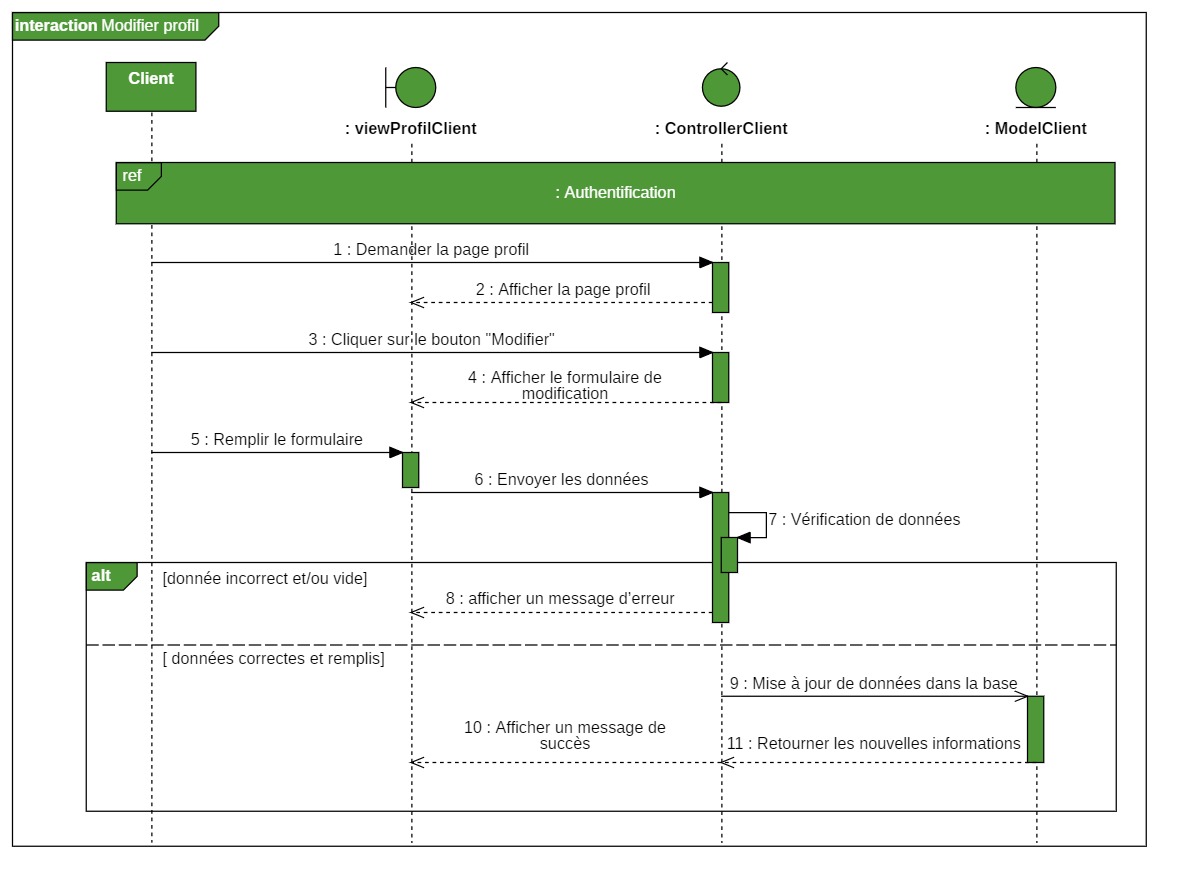 interaction Modifier profil
Client
: viewProfilClient
: ControllerClient
: ModelClient
ref
: Authentification
1 : Demander la page profil
2 : Afficher la page profil
3 : Cliquer sur le bouton "Modifier"
4 : Afficher le formulaire de
modification
5 : Remplir le formulaire
6 : Envoyer les données
7 : Vérification de données
alt
[donnée incorrect et/ou vide]
8 : afficher un message d'erreur
[ données correctes et remplis]
9 : Mise à jour de données dans la base
10 : Afficher un message de
succès
11 : Retourner les nouvelles informations